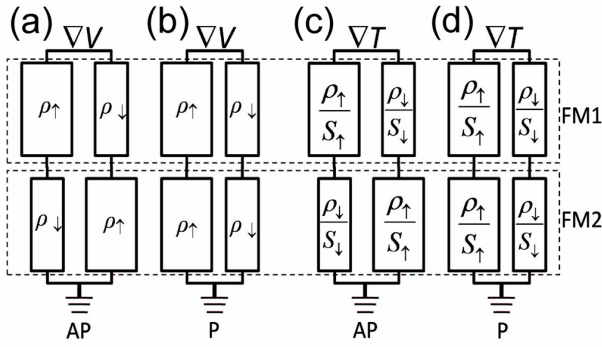 (a) ∇V (b) ∇V (c) ∇T (d) ∇T
ρ↑ ρ↓ ρ↑ ρ↓ ρ↑/S↑ ρ↓/S↓ ρ↑/S↑ ρ↓/S↓ FM1
ρ↓ ρ↑ ρ↑ ρ↓ ρ↓/S↓ ρ↑/S↑ ρ↑/S↑ ρ↓/S↓ FM2
AP P AP P